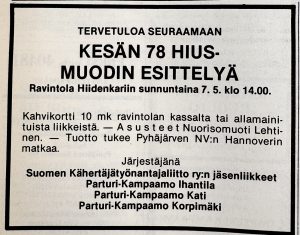 TERVETULOA SEURAAMAAN
KESÄN 78 HIUS-
MUODIN ESITTELYÄ
Ravintola Hiidenkariin sunnuntaina 7. 5. klo 14.00.
Kahvikortti 10 mk ravintolan kassalta tai allamaini-
tuista liikkeistä. — Asusteet Nuorisomuoti Lehti-
nen. — Tuotto tukee Pyhäjärven NV:n Hannoverin
matkaa.
Järjestäjänä
Suomen Kähertäjätyönantajaliitto ry:n jäsenliikkeet
Parturi-Kampaamo Ihantila
Parturi-Kampaamo Kati
Parturi-Kampaamo Korpimäki